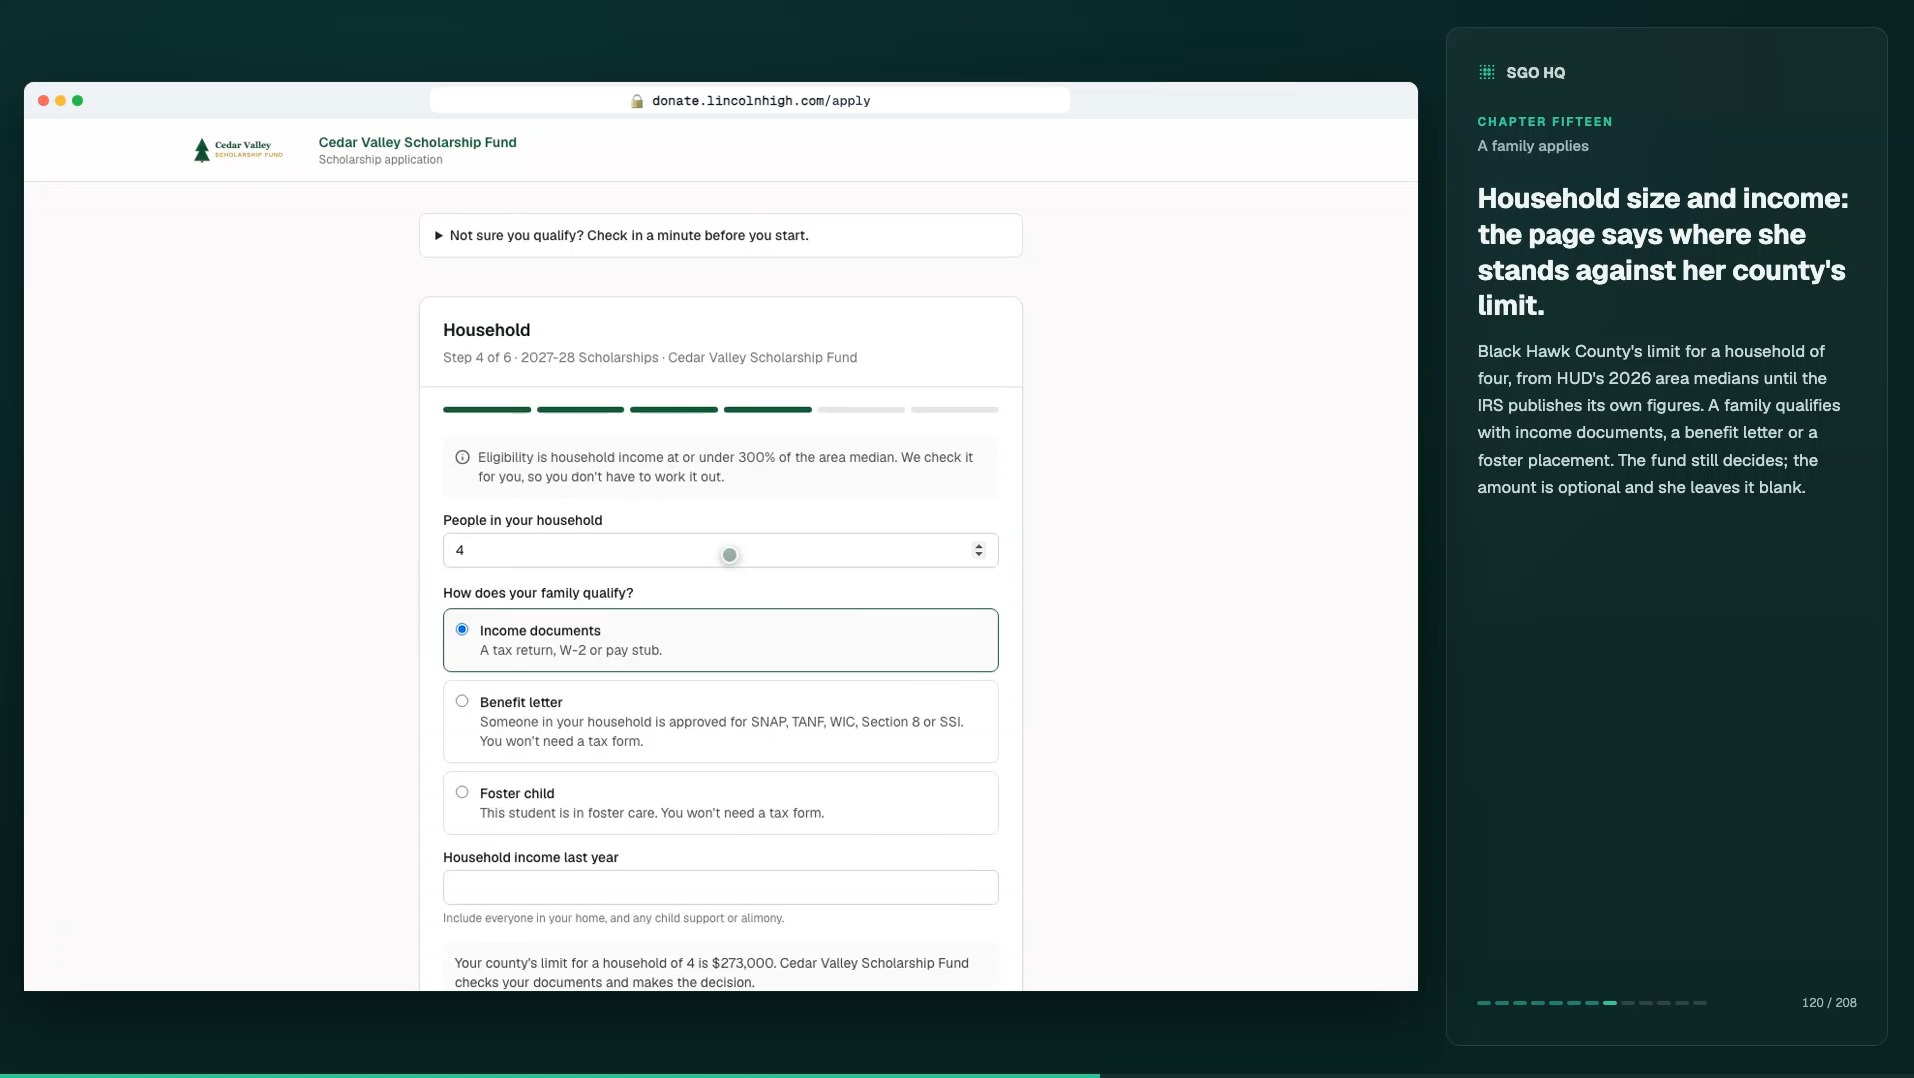 donate.lincolnhigh.com/apply
Cedar Valley
SCHOLARSHIP FUND
Cedar Valley Scholarship Fund
Scholarship application
Not sure you qualify? Check in a minute before you start.
Household
Step 4 of 6 · 2027-28 Scholarships · Cedar Valley Scholarship Fund
Eligibility is household income at or under 300% of the area median. We check it
for you, so you don't have to work it out.
People in your household
4
How does your family qualify?
Income documents
A tax return, W-2 or pay stub.
Benefit letter
Someone in your household is approved for SNAP, TANF, WIC, Section 8 or SSI.
You won't need a tax form.
Foster child
This student is in foster care. You won't need a tax form.
Household income last year
Include everyone in your home, and any child support or alimony.
Your county's limit for a household of 4 is $273,000. Cedar Valley Scholarship Fund
checks your documents and makes the decision.
SGO HQ
CHAPTER FIFTEEN
A family applies
Household size and income:
the page says where she
stands against her county's
limit.
Black Hawk County's limit for a household of
four, from HUD's 2026 area medians until the
IRS publishes its own figures. A family qualifies
with income documents, a benefit letter or a
foster placement. The fund still decides; the
amount is optional and she leaves it blank.
120 / 208